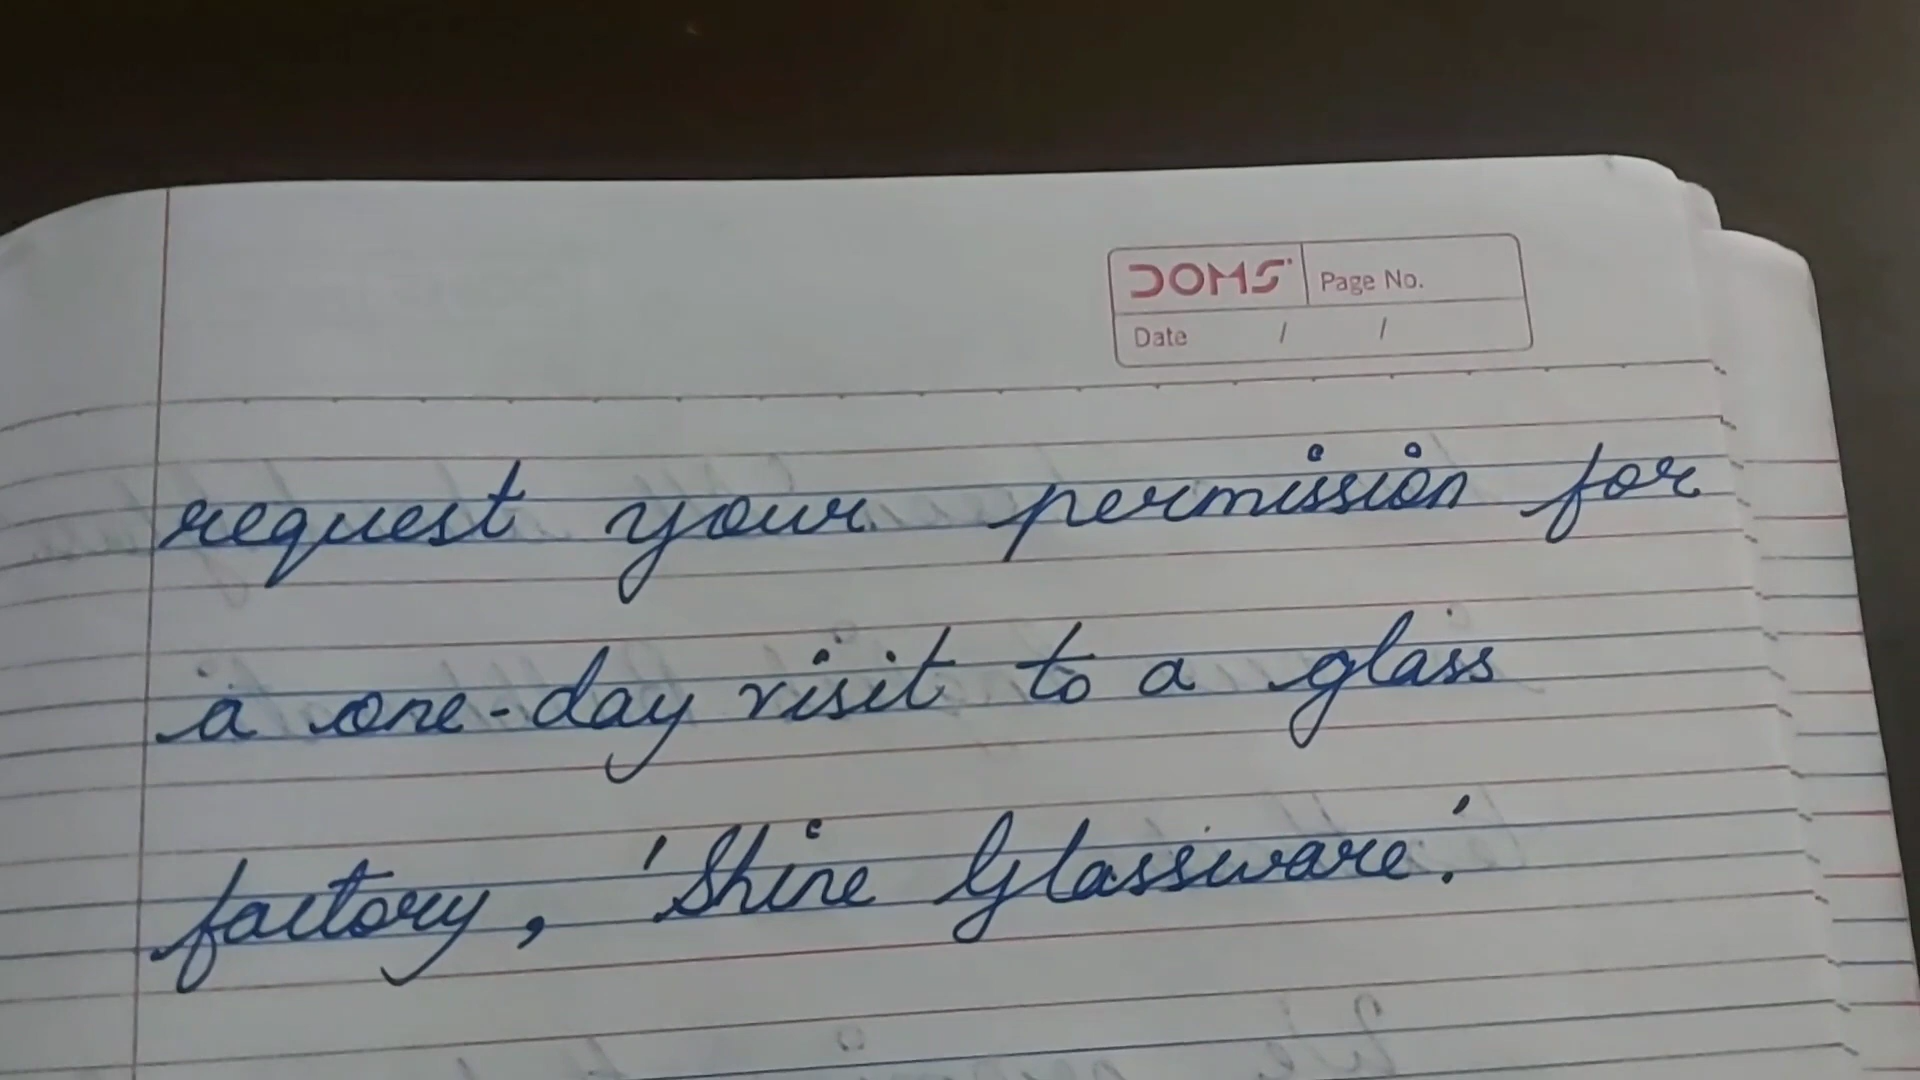 DOMS Page No.
Date / /
request your permission for
a one-day visit to a glass
factory, 'Shine Glassware'.